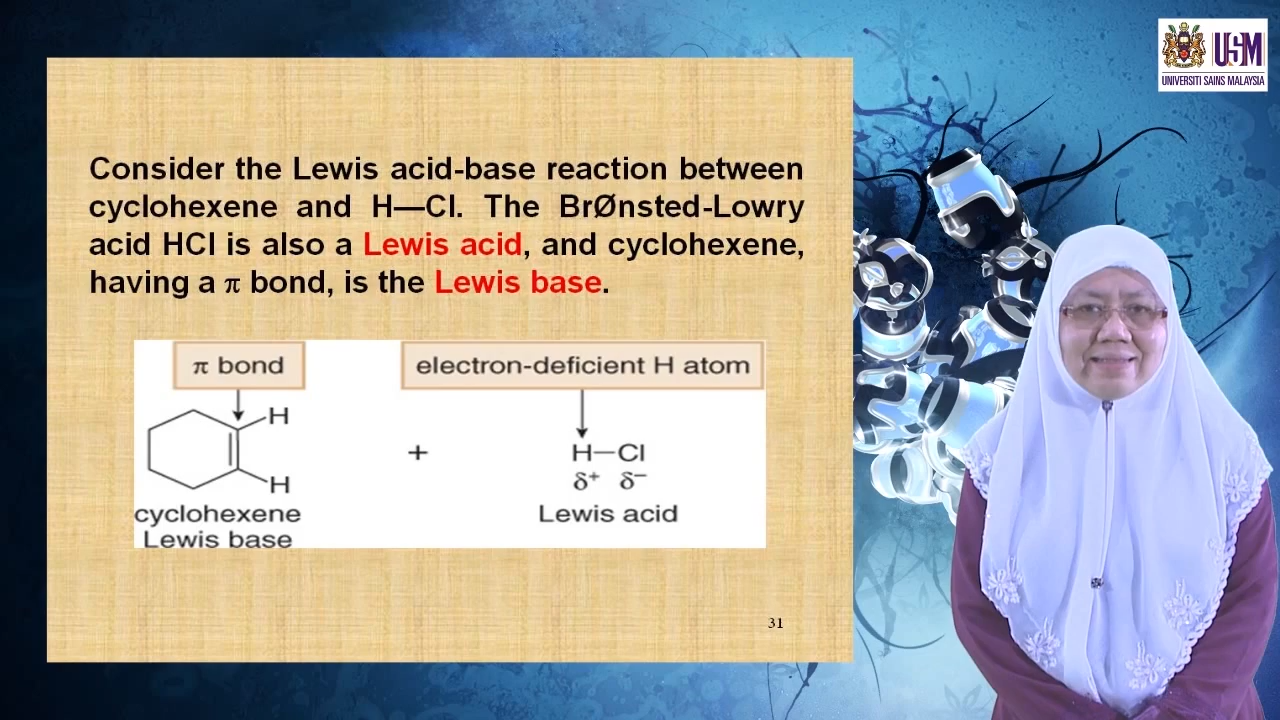 USM
UNIVERSITI SAINS MALAYSIA
Consider the Lewis acid-base reaction between
cyclohexene and H—Cl. The BrØnsted-Lowry
acid HCl is also a Lewis acid, and cyclohexene,
having a π bond, is the Lewis base.
π bond
electron-deficient H atom
H
H
+
H—Cl
δ+ δ−
cyclohexene
Lewis base
Lewis acid
31